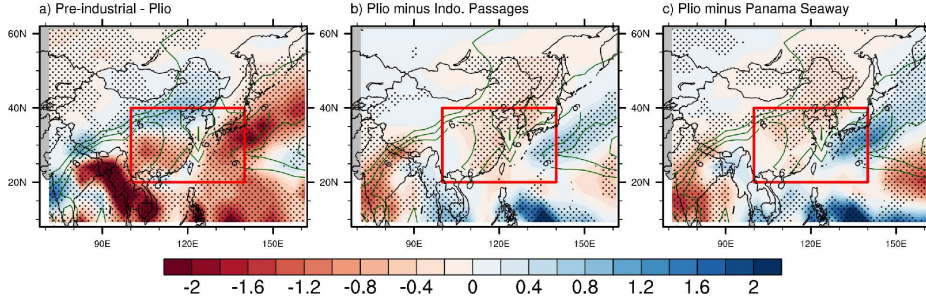 a) Pre-industrial - Plio
b) Plio minus Indo. Passages
c) Plio minus Panama Seaway
60N 60N 60N
40N 40N 40N
20N 20N 20N
90E 120E 150E 90E 120E 150E 90E 120E 150E
-2 -1.6 -1.2 -0.8 -0.4 0 0.4 0.8 1.2 1.6 2